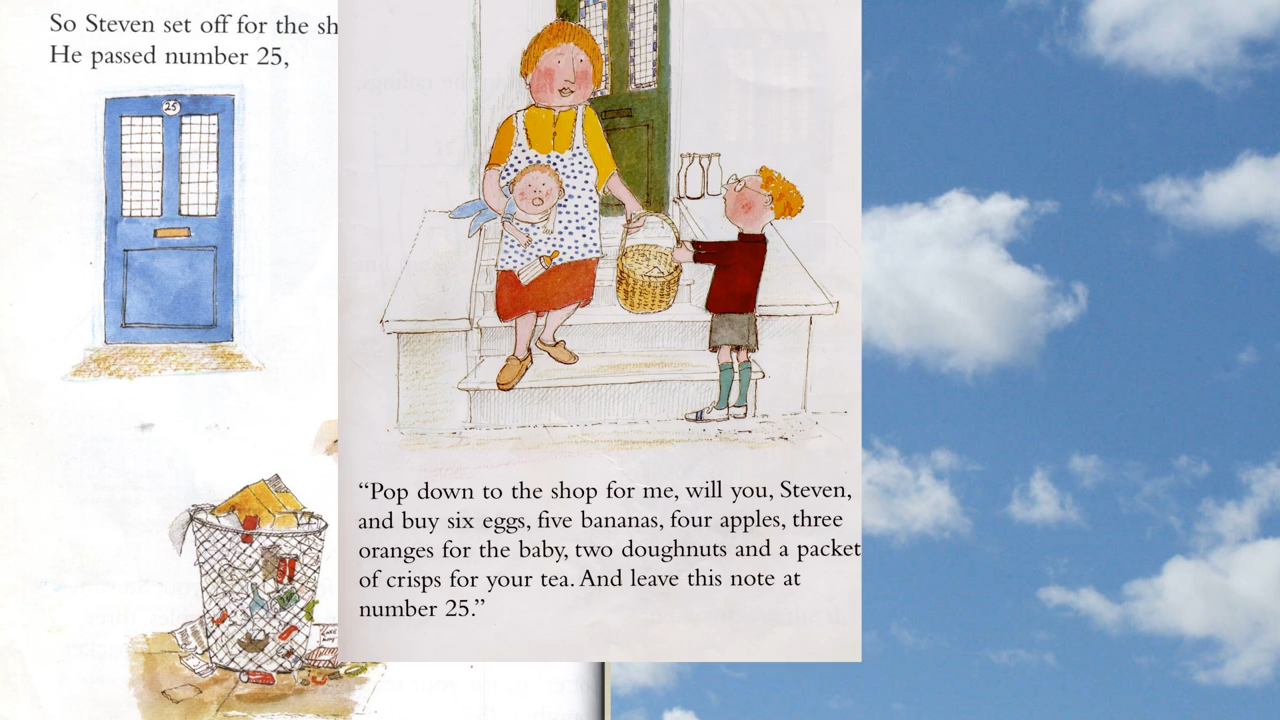 So Steven set off for the sh
He passed number 25,
25
“Pop down to the shop for me, will you, Steven,
and buy six eggs, five bananas, four apples, three
oranges for the baby, two doughnuts and a packet
of crisps for your tea. And leave this note at
number 25.”